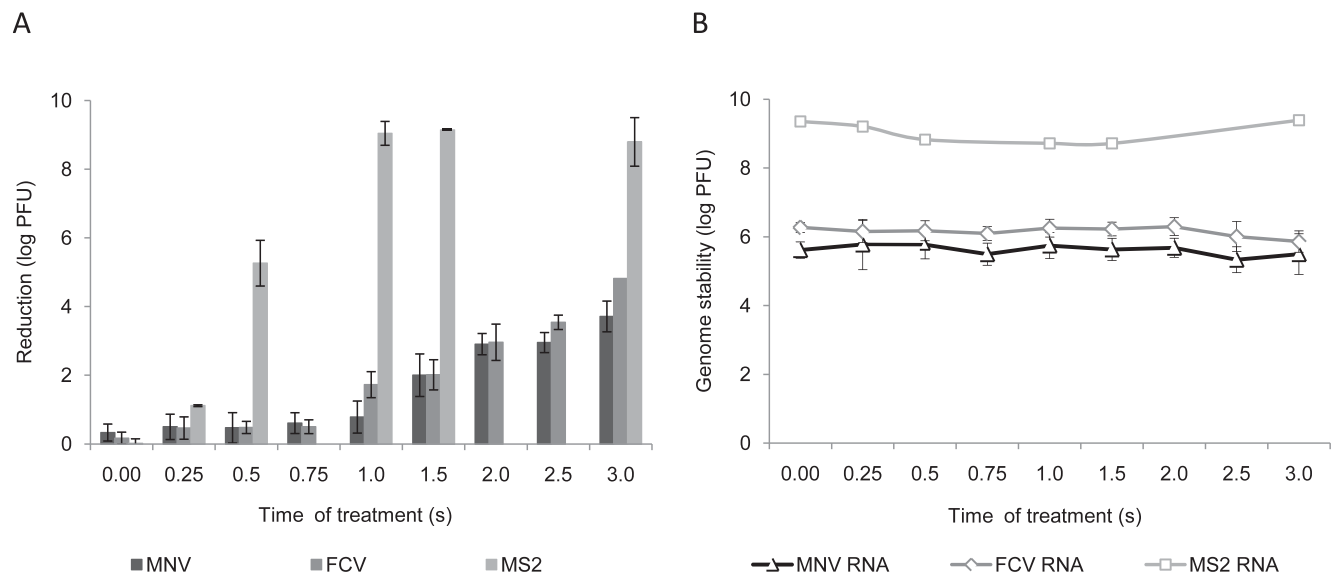 A
Reduction (log PFU)
10
8
6
4
2
0
0.00 0.25 0.5 0.75 1.0 1.5 2.0 2.5 3.0
Time of treatment (s)
MNV FCV MS2
B
Genome stability (log PFU)
10
8
6
4
2
0
0.00 0.25 0.5 0.75 1.0 1.5 2.0 2.5 3.0
Time of treatment (s)
MNV RNA FCV RNA MS2 RNA